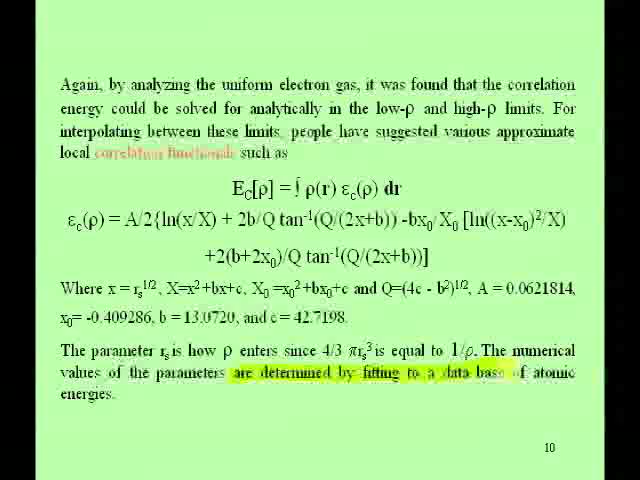 Again, by analyzing the uniform electron gas, it was found that the correlation
energy could be solved for analytically in the low-ρ and high-ρ limits. For
interpolating between these limits, people have suggested various approximate
local correlation functionals such as
E_C[ρ] = ∫ ρ(r) ε_c(ρ) dr
ε_c(ρ) = A/2{ln(x/X) + 2b/Q tan⁻¹(Q/(2x+b)) -bx₀/X₀ [ln((x-x₀)²/X)
+2(b+2x₀)/Q tan⁻¹(Q/(2x+b))]
Where x = r_s^1/2, X=x²+bx+c, X₀ =x₀²+bx₀+c and Q=(4c - b²)^1/2, A = 0.0621814,
x₀= -0.409286, b = 13.0720, and c = 42.7198.
The parameter r_s is how ρ enters since 4/3 πr_s³ is equal to 1/ρ. The numerical
values of the parameters are determined by fitting to a data base of atomic
energies.
10